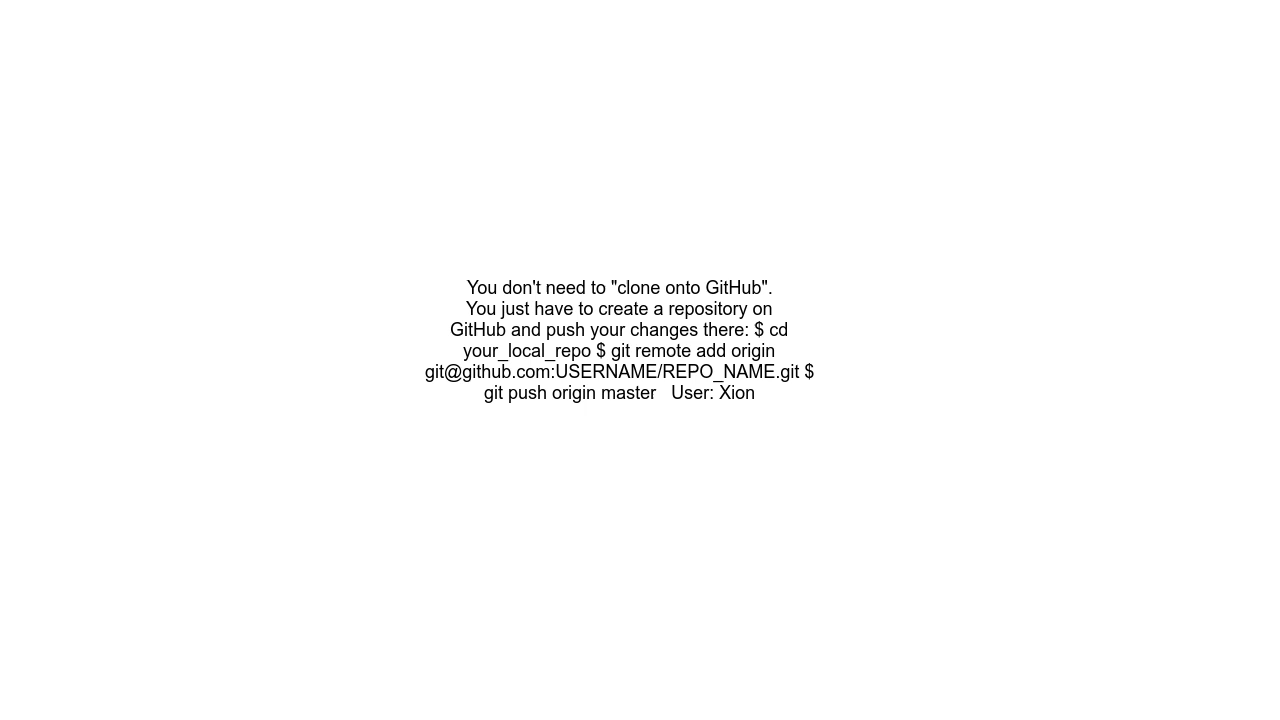 You don't need to "clone onto GitHub".
You just have to create a repository on
GitHub and push your changes there: $ cd
your_local_repo $ git remote add origin
git@github.com:USERNAME/REPO_NAME.git $
git push origin master   User: Xion